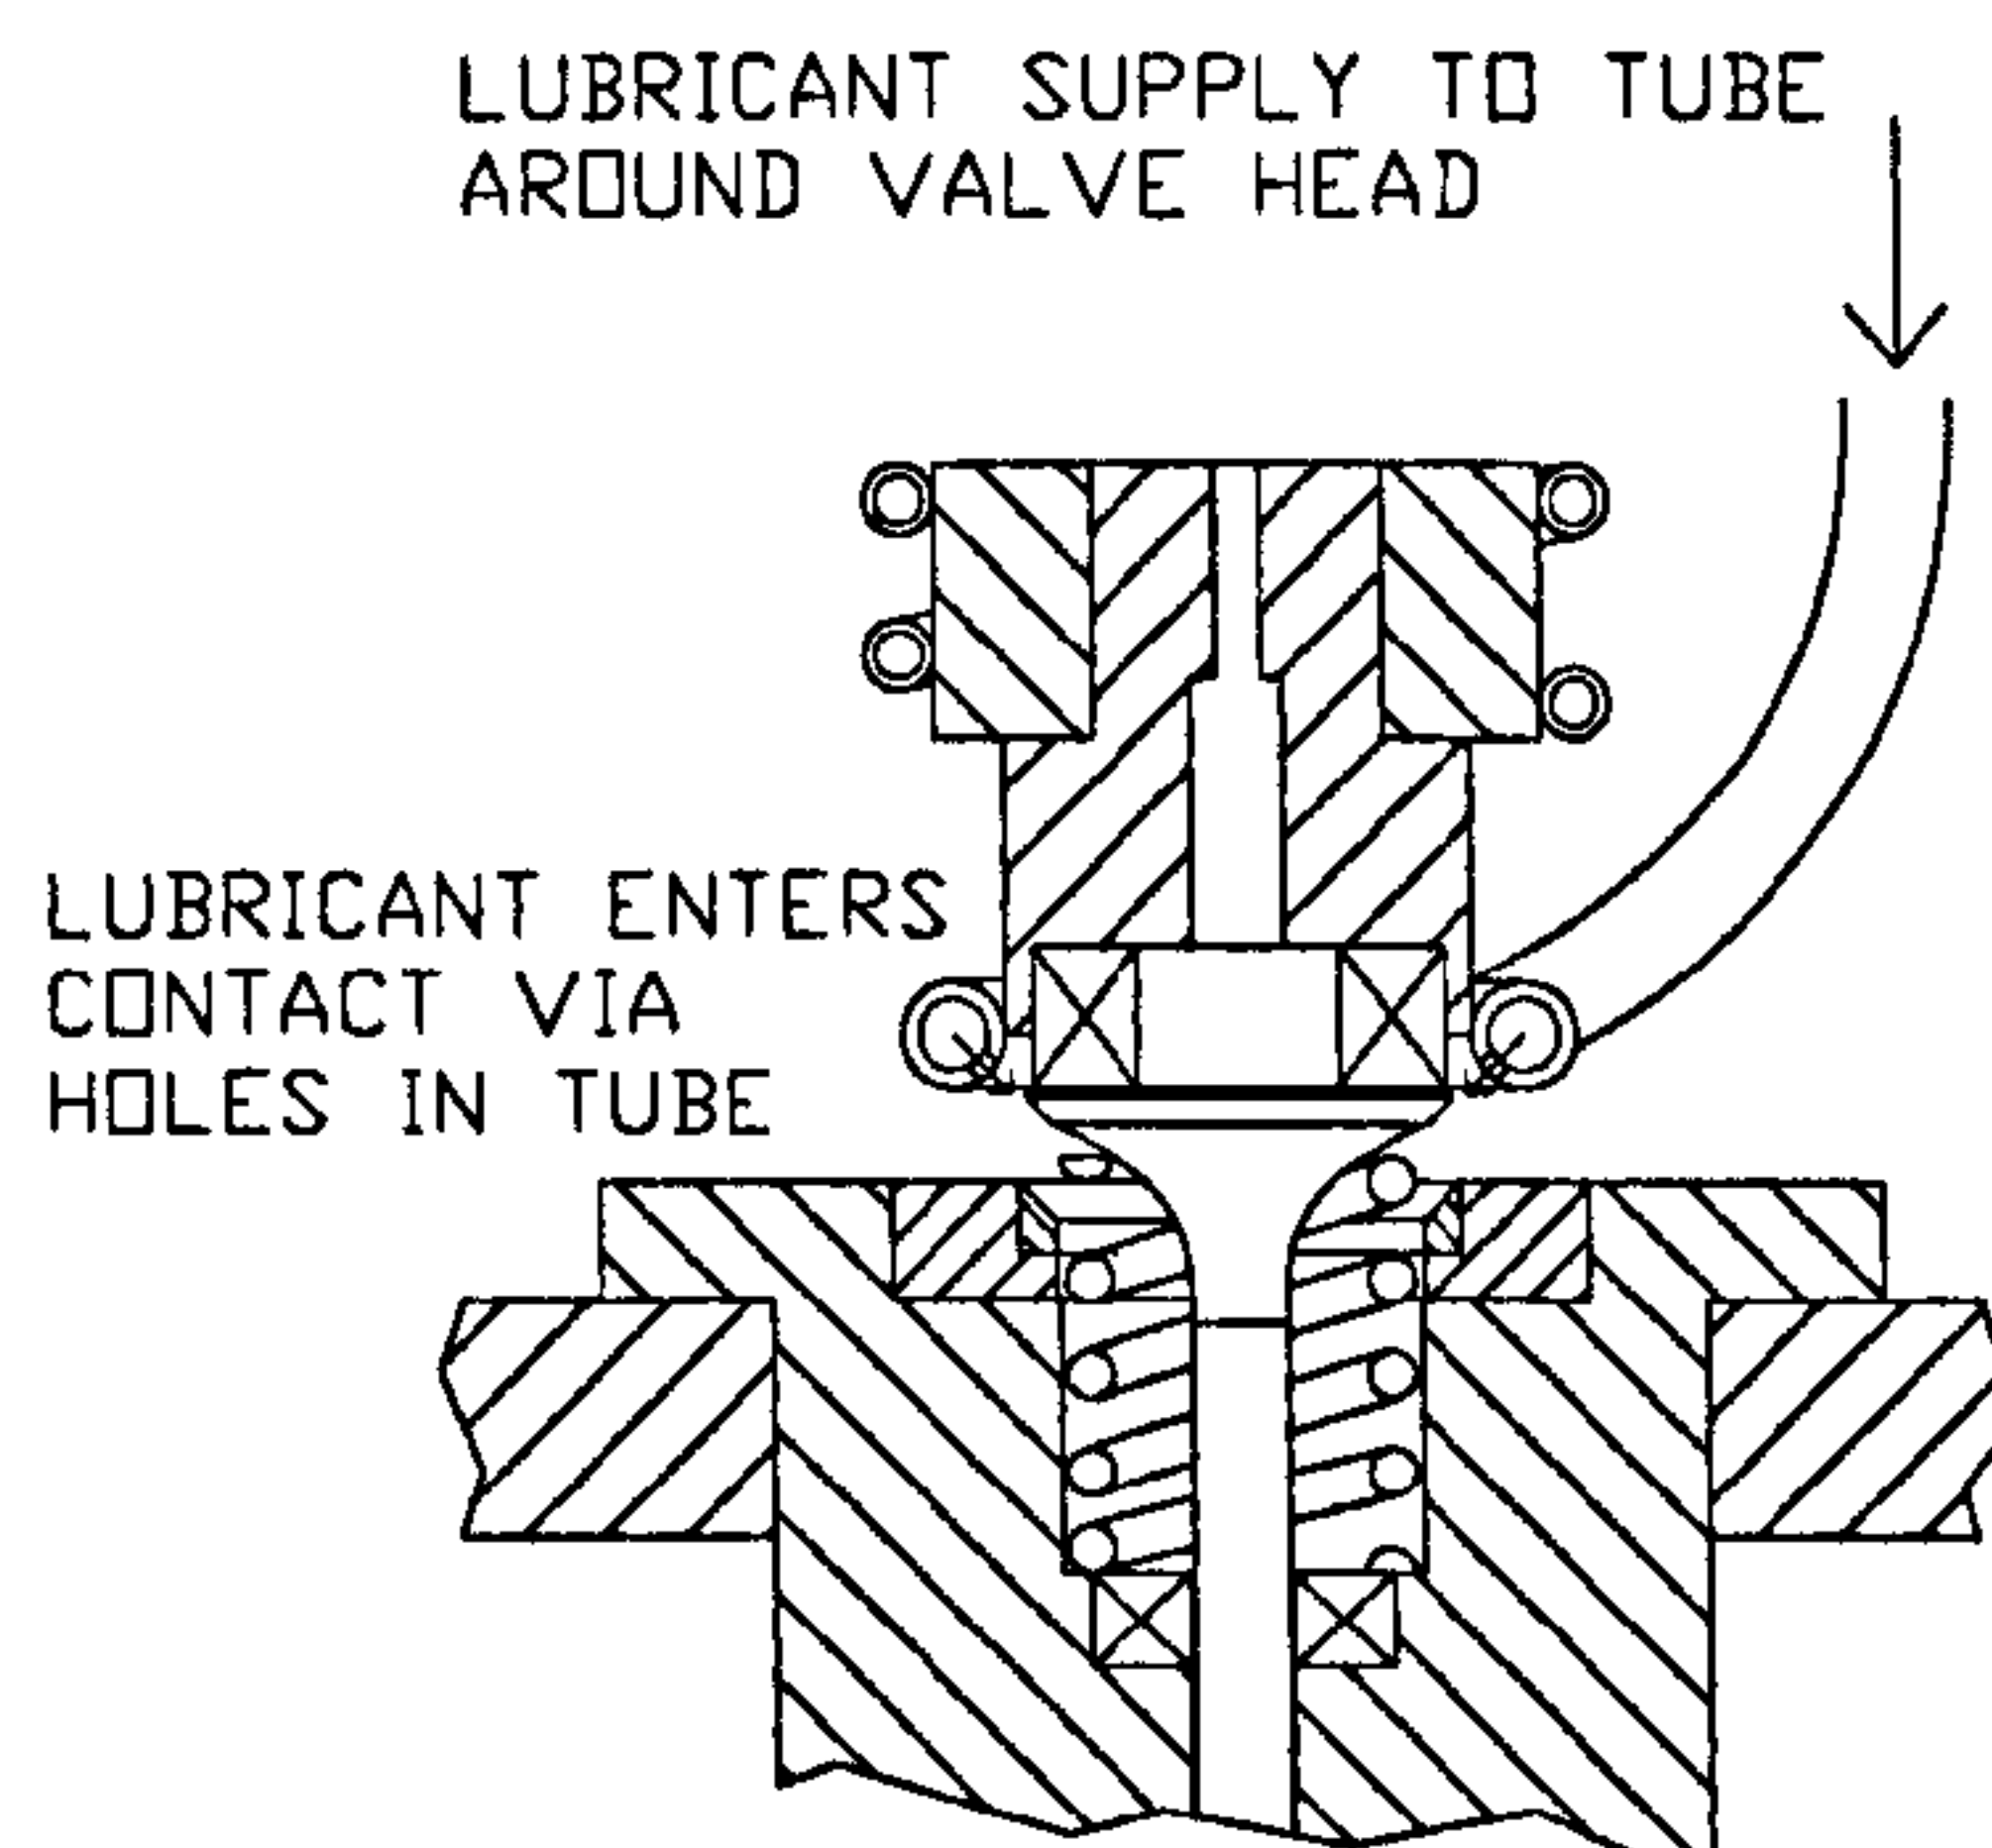 LUBRICANT SUPPLY TO TUBE
AROUND VALVE HEAD
LUBRICANT ENTERS
CONTACT VIA
HOLES IN TUBE